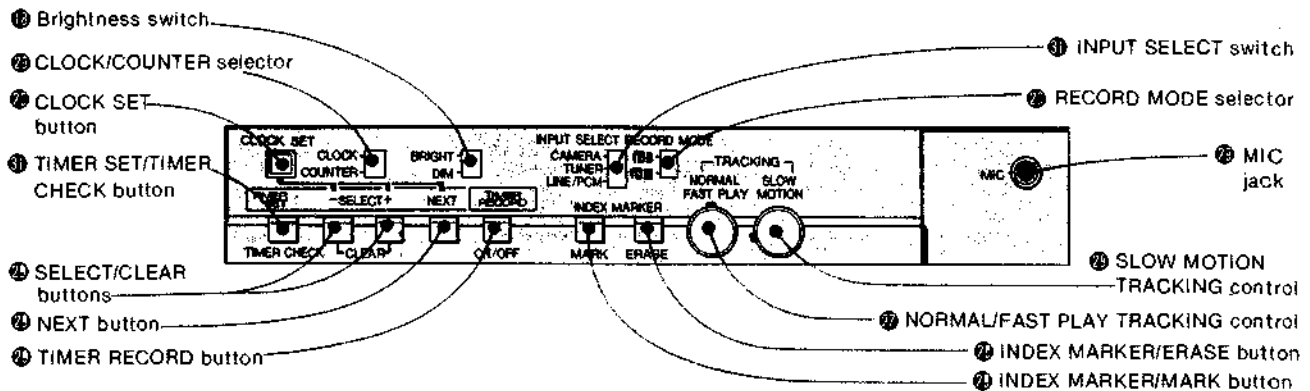 Brightness switch
CLOCK/COUNTER selector
CLOCK SET
button
TIMER SET/TIMER
CHECK button
SELECT/CLEAR
buttons
NEXT button
TIMER RECORD button
CLOCK SET
CLOCK
COUNTER
BRIGHT
DIM
TIMER
SET
-SELECT+
NEXT
TIMER
RECORD
TIMER CHECK
CLEAR
ON/OFF
INPUT SELECT RECORD MODE
CAMERA
TUNER
LINE/PCM
TRACKING
NORMAL
FAST PLAY
SLOW
MOTION
INDEX MARKER
MARK
ERASE
MIC
INPUT SELECT switch
RECORD MODE selector
MIC
jack
SLOW MOTION
TRACKING control
NORMAL/FAST PLAY TRACKING control
INDEX MARKER/ERASE button
INDEX MARKER/MARK button